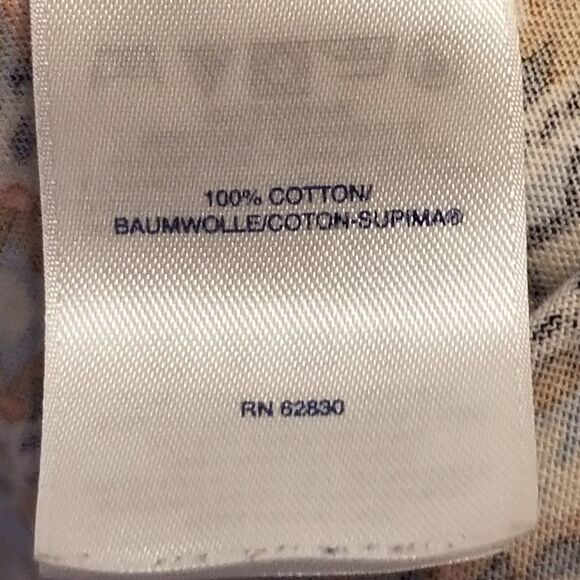 100% COTTON/
BAUMWOLLE/COTON-SUPIMA®
RN 62830